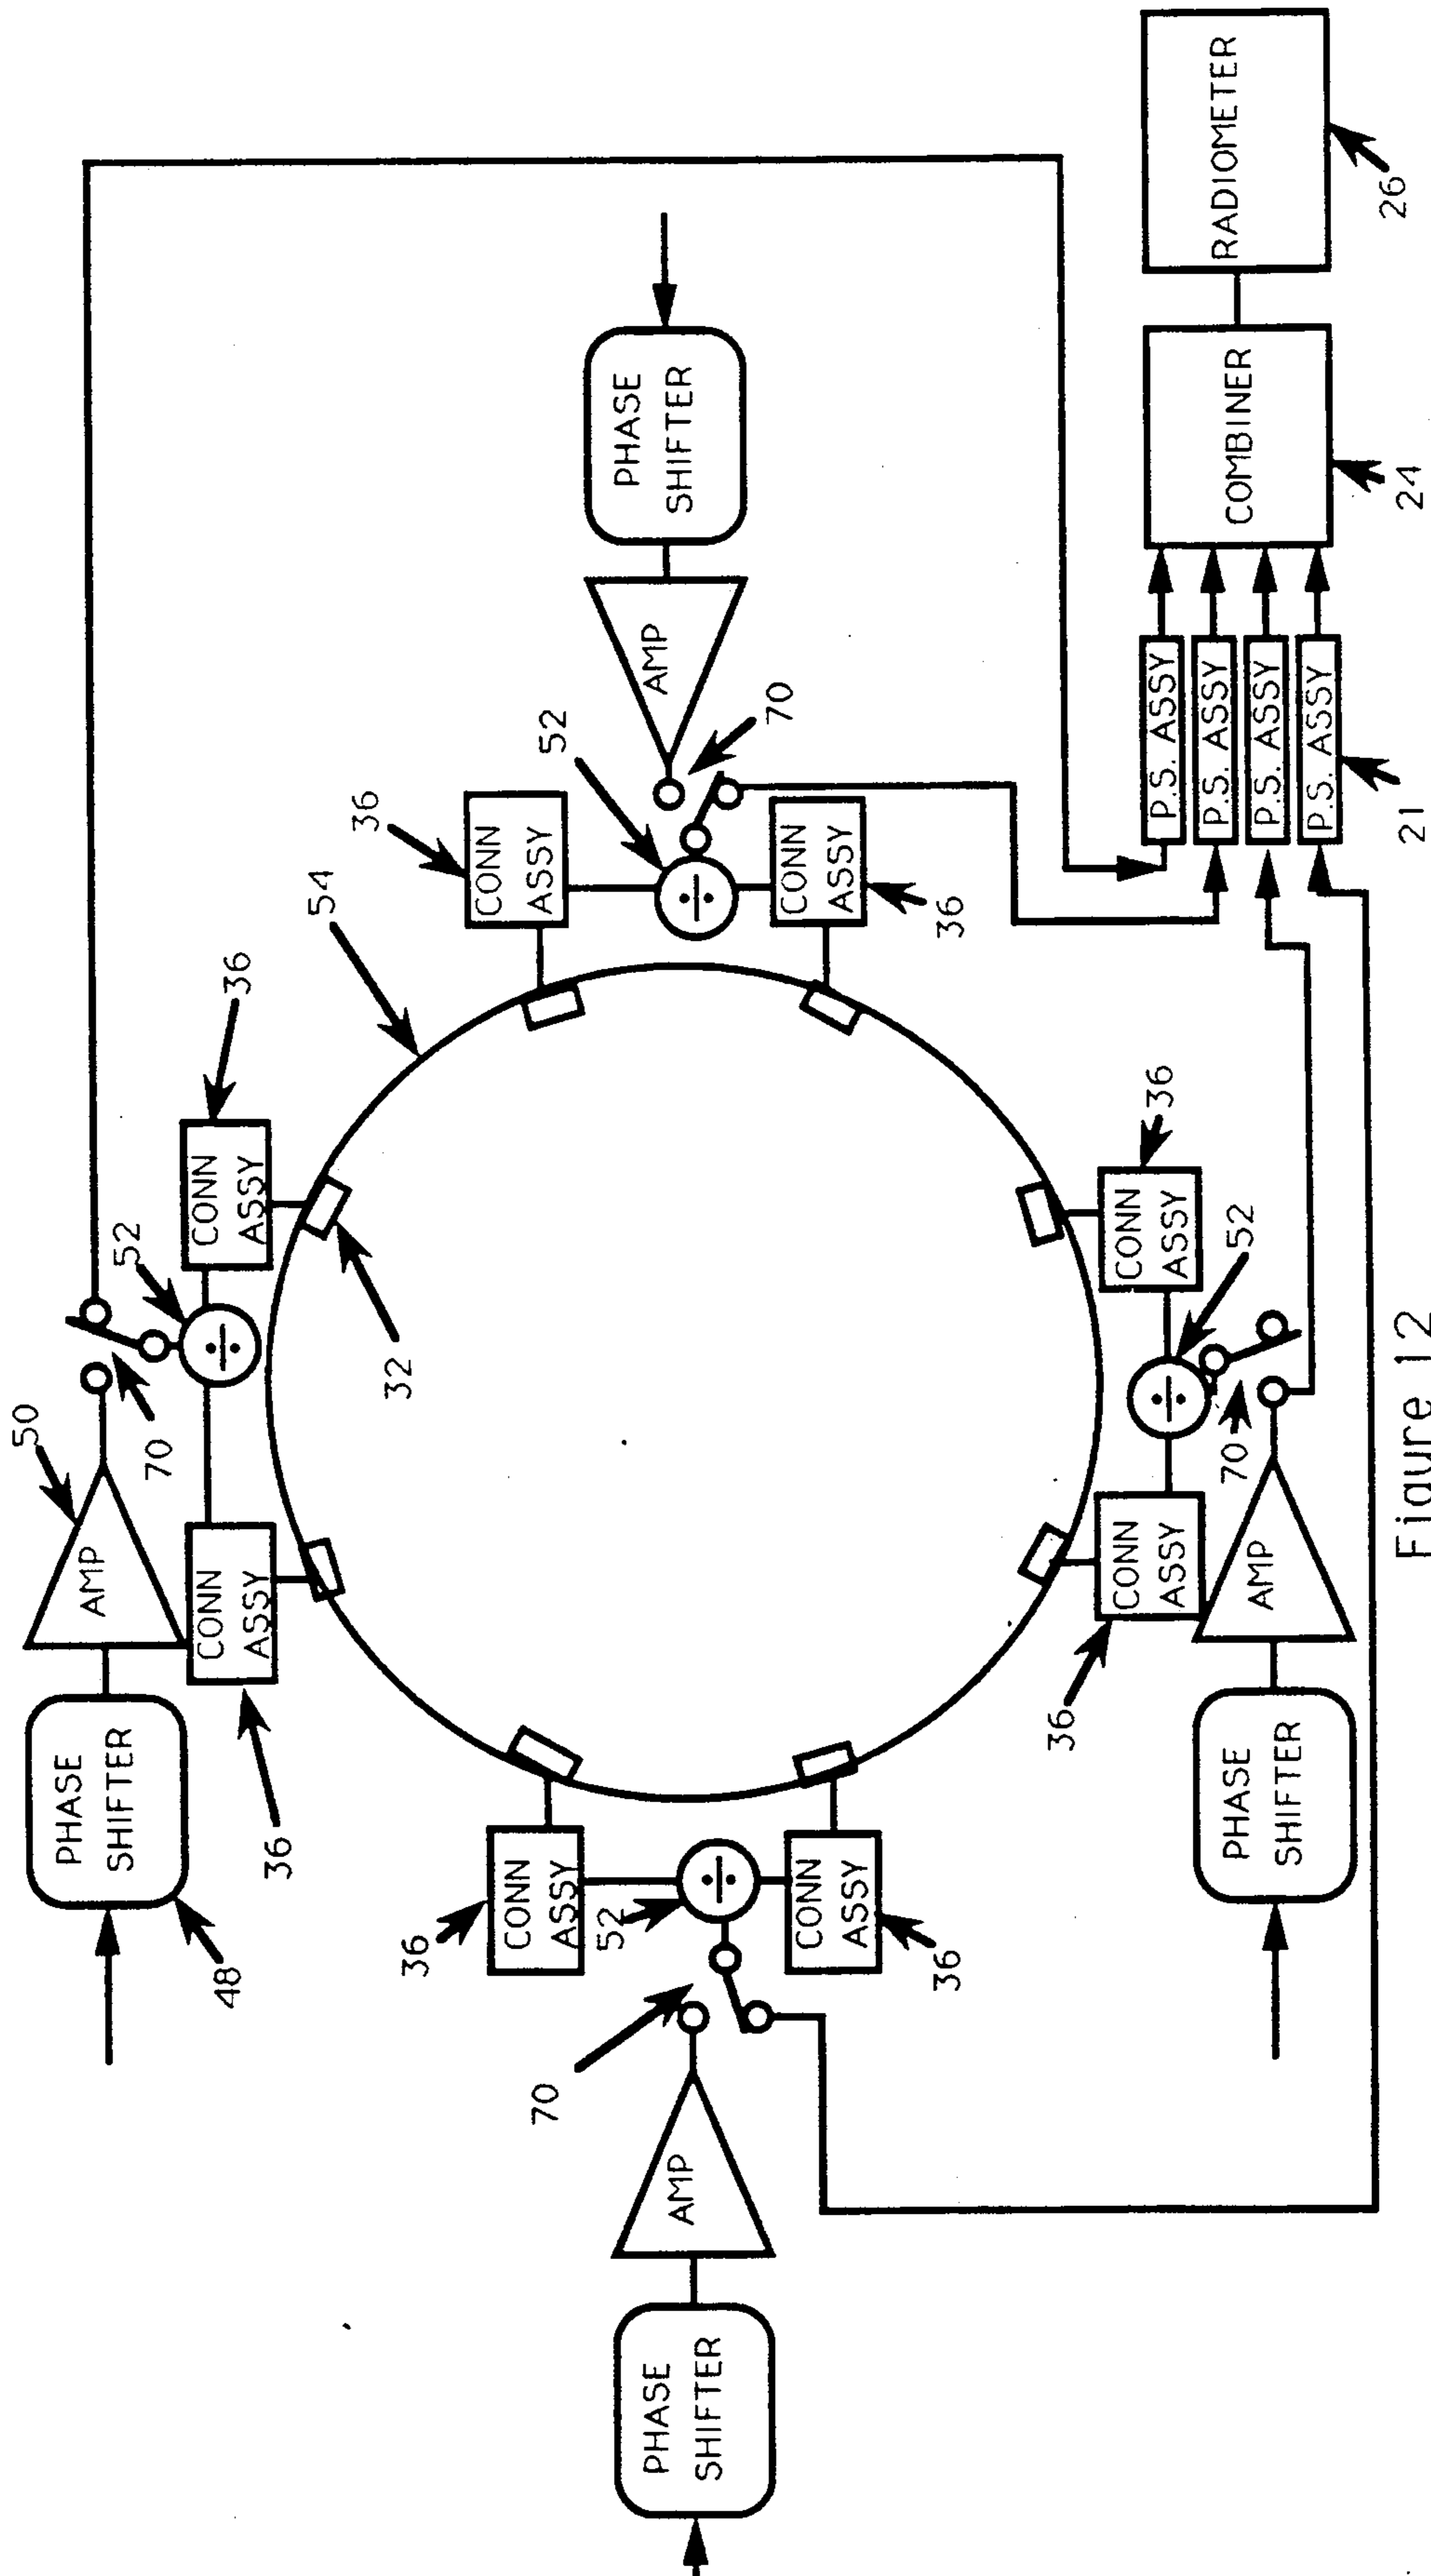 50
PHASE
SHIFTER
AMP
52
70
CONN
ASSY
CONN
ASSY
48
36
36
54
32
36
36
CONN
ASSY
CONN
ASSY
70
52
52
PHASE
SHIFTER
AMP
AMP
PHASE
SHIFTER
70
CONN
ASSY
CONN
ASSY
36
36
36
36
CONN
ASSY
CONN
ASSY
52
70
PHASE
SHIFTER
AMP
P.S. ASSY
P.S. ASSY
P.S. ASSY
P.S. ASSY
COMBINER
RADIOMETER
21
24
26
Figure 12